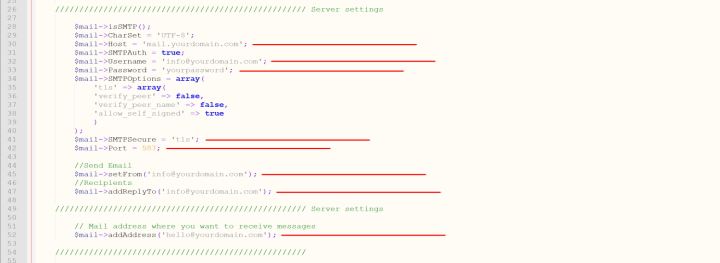 25
26 ////////////////////////////////////////////////// Server settings
27
28 $mail->isSMTP();
29 $mail->CharSet = 'UTF-8';
30 $mail->Host = 'mail.yourdomain.com';
31 $mail->SMTPAuth = true;
32 $mail->Username = 'info@yourdomain.com';
33 $mail->Password = 'yourpassword';
34 $mail->SMTPOptions = array(
35 'tls' => array(
36 'verify_peer' => false,
37 'verify_peer_name' => false,
38 'allow_self_signed' => true
39 )
40 );
41 $mail->SMTPSecure = 'tls';
42 $mail->Port = 587;
43
44 //Send Email
45 $mail->setFrom('info@yourdomain.com');
46 //Recipients
47 $mail->addReplyTo('info@yourdomain.com');
48
49 ////////////////////////////////////////////////// Server settings
50
51 // Mail address where you want to receive messages
52 $mail->addAddress('hello@yourdomain.com');
53
54 //////////////////////////////////////////////////
55